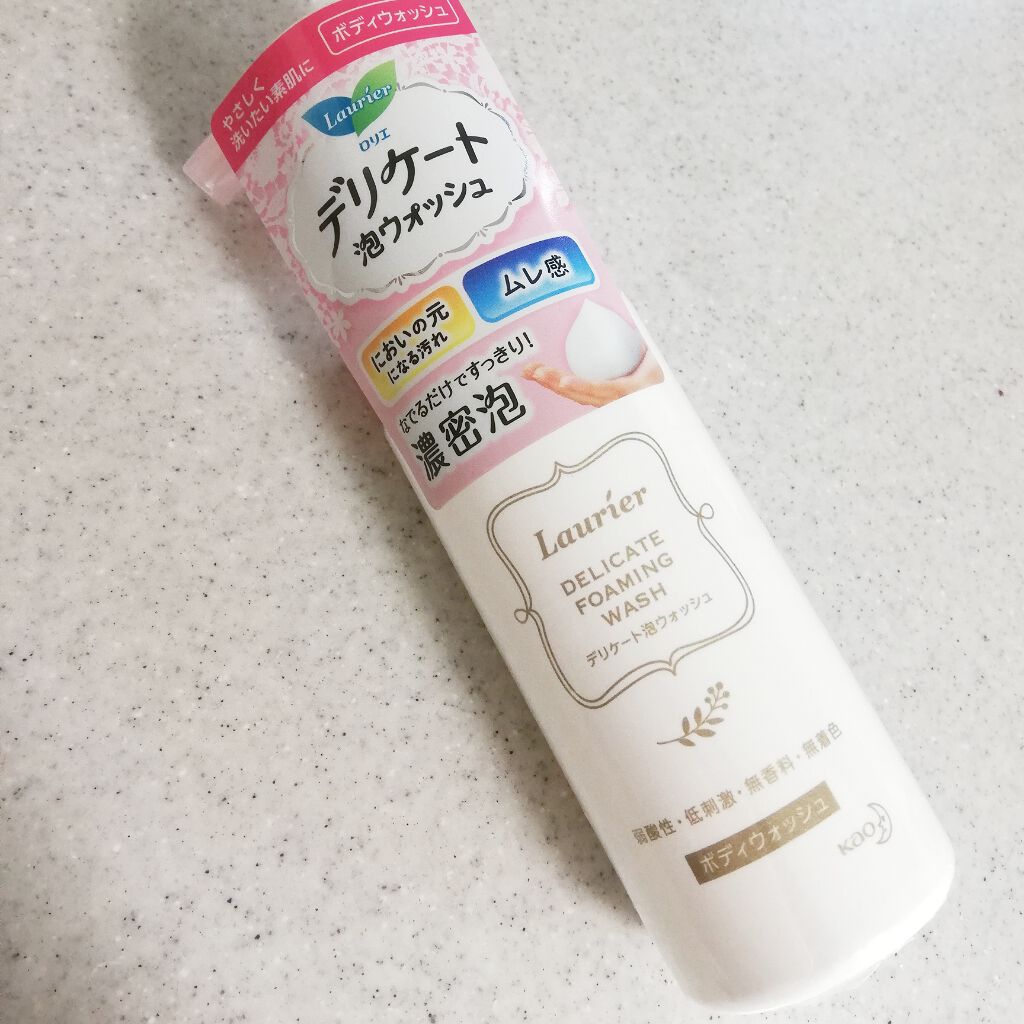 ボディウォッシュ
やさしく
洗いたい素肌に
Laurier
ロリエ
デリケート
泡ウォッシュ
においの元
になる汚れ
ムレ感
なでるだけですっきり!
濃密泡
Laurier
DELICATE
FOAMING
WASH
デリケート泡ウォッシュ
弱酸性・低刺激・無香料・無着色
ボディウォッシュ
Kao